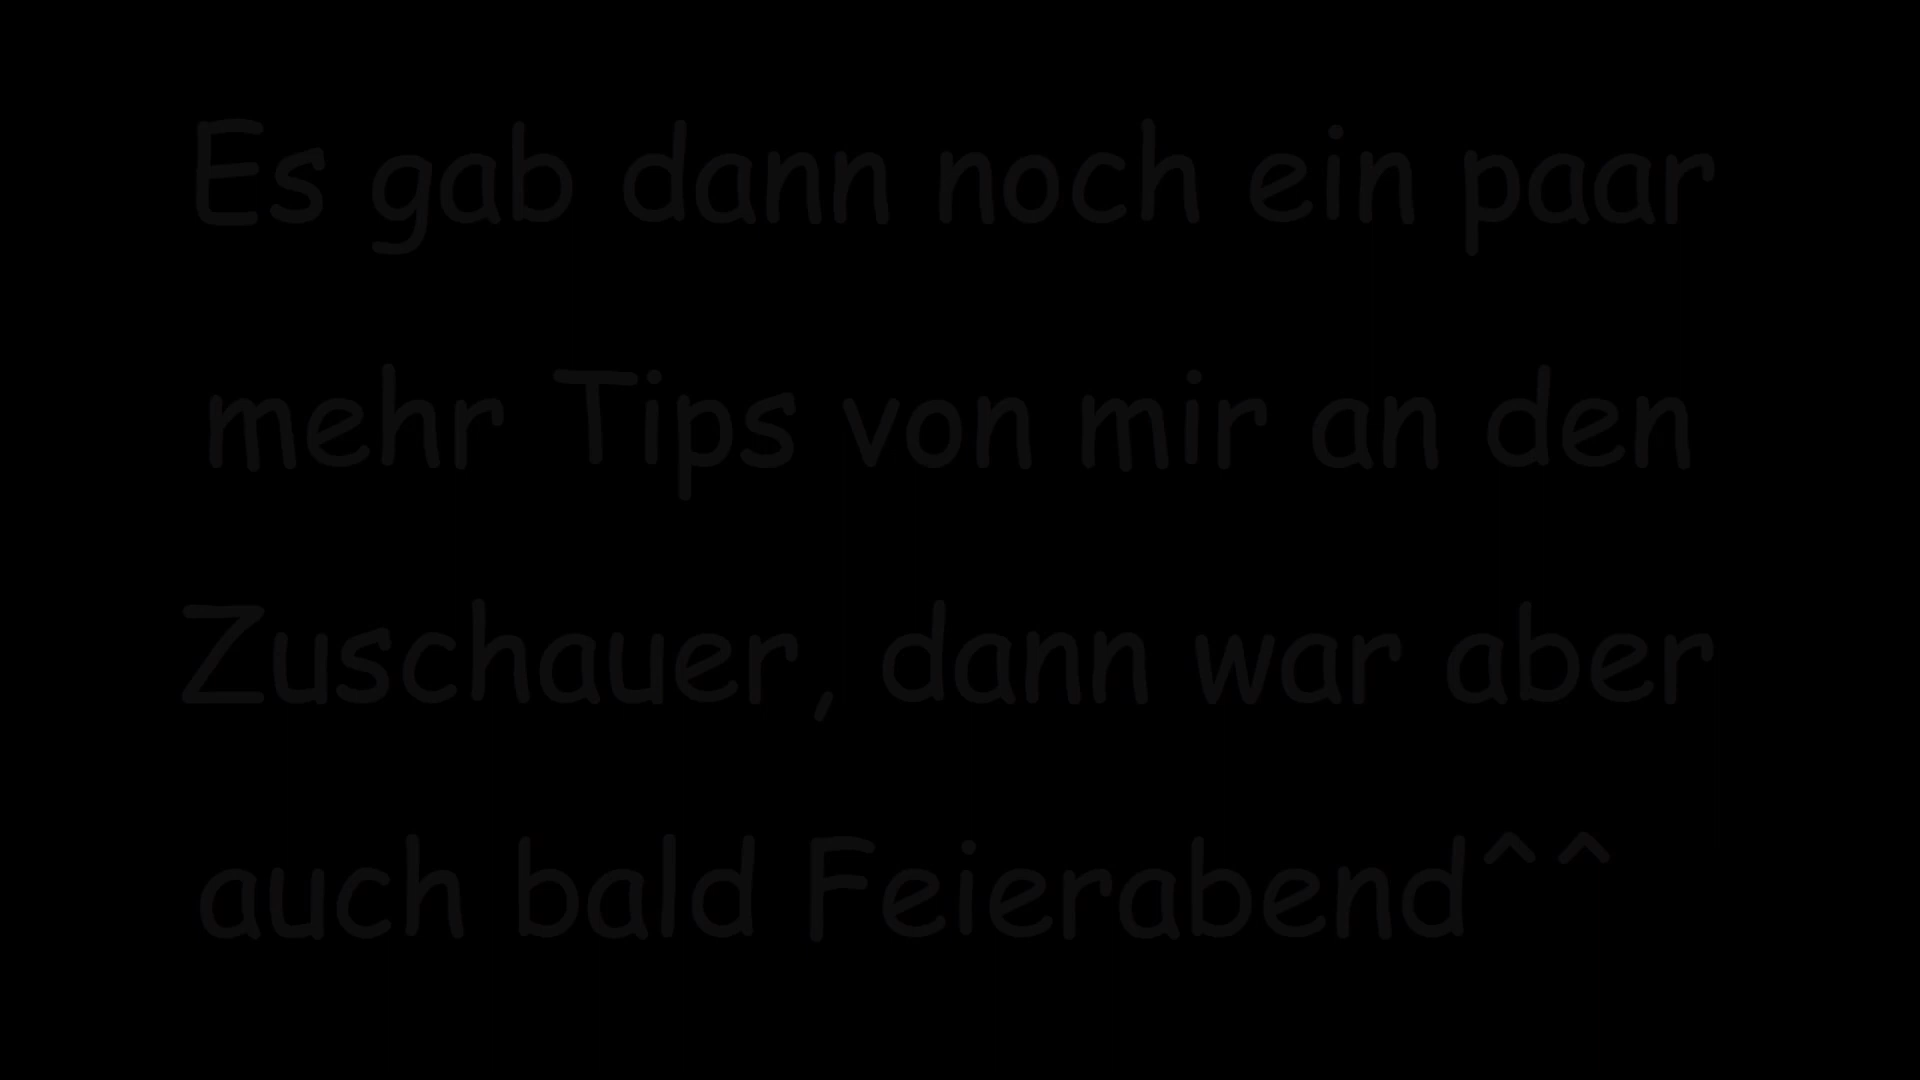 Es gab dann noch ein paar
mehr Tips von mir an den
Zuschauer, dann war aber
auch bald Feierabend^^